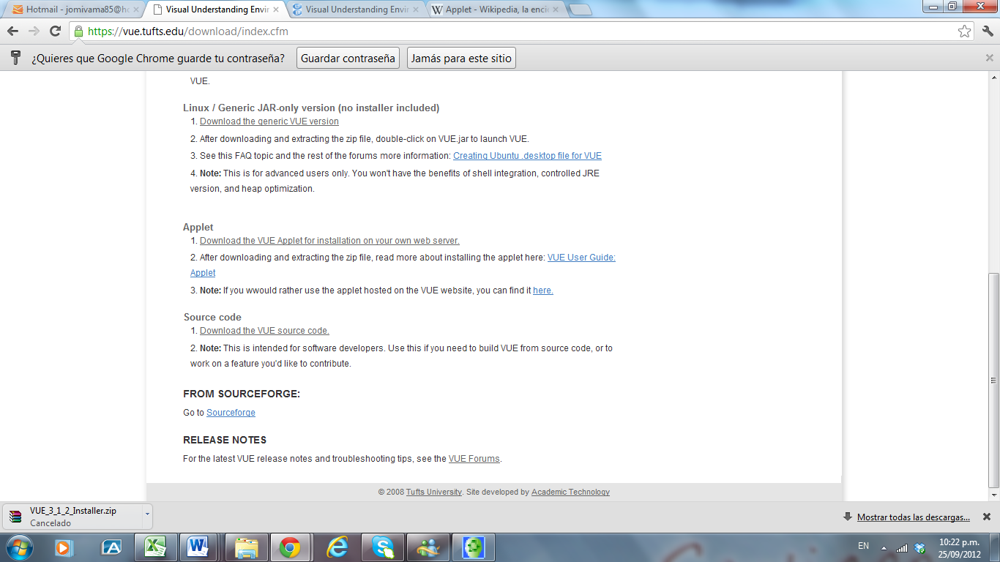 Hotmail - jomivama85@ho
Visual Understanding Envir
Visual Understanding Envir
Applet - Wikipedia, la encic
https://vue.tufts.edu/download/index.cfm
¿Quieres que Google Chrome guarde tu contraseña?
Guardar contraseña
Jamás para este sitio
VUE.
Linux / Generic JAR-only version (no installer included)
1. Download the generic VUE version
2. After downloading and extracting the zip file, double-click on VUE.jar to launch VUE.
3. See this FAQ topic and the rest of the forums more information: Creating Ubuntu .desktop file for VUE
4. Note: This is for advanced users only. You won't have the benefits of shell integration, controlled JRE
version, and heap optimization.
Applet
1. Download the VUE Applet for installation on your own web server.
2. After downloading and extracting the zip file, read more about installing the applet here: VUE User Guide:
Applet
3. Note: If you wwould rather use the applet hosted on the VUE website, you can find it here.
Source code
1. Download the VUE source code.
2. Note: This is intended for software developers. Use this if you need to build VUE from source code, or to
work on a feature you'd like to contribute.
FROM SOURCEFORGE:
Go to Sourceforge
RELEASE NOTES
For the latest VUE release notes and troubleshooting tips, see the VUE Forums.
© 2008 Tufts University. Site developed by Academic Technology
VUE_3_1_2_Installer.zip
Cancelado
Mostrar todas las descargas...
EN
10:22 p.m.
25/09/2012